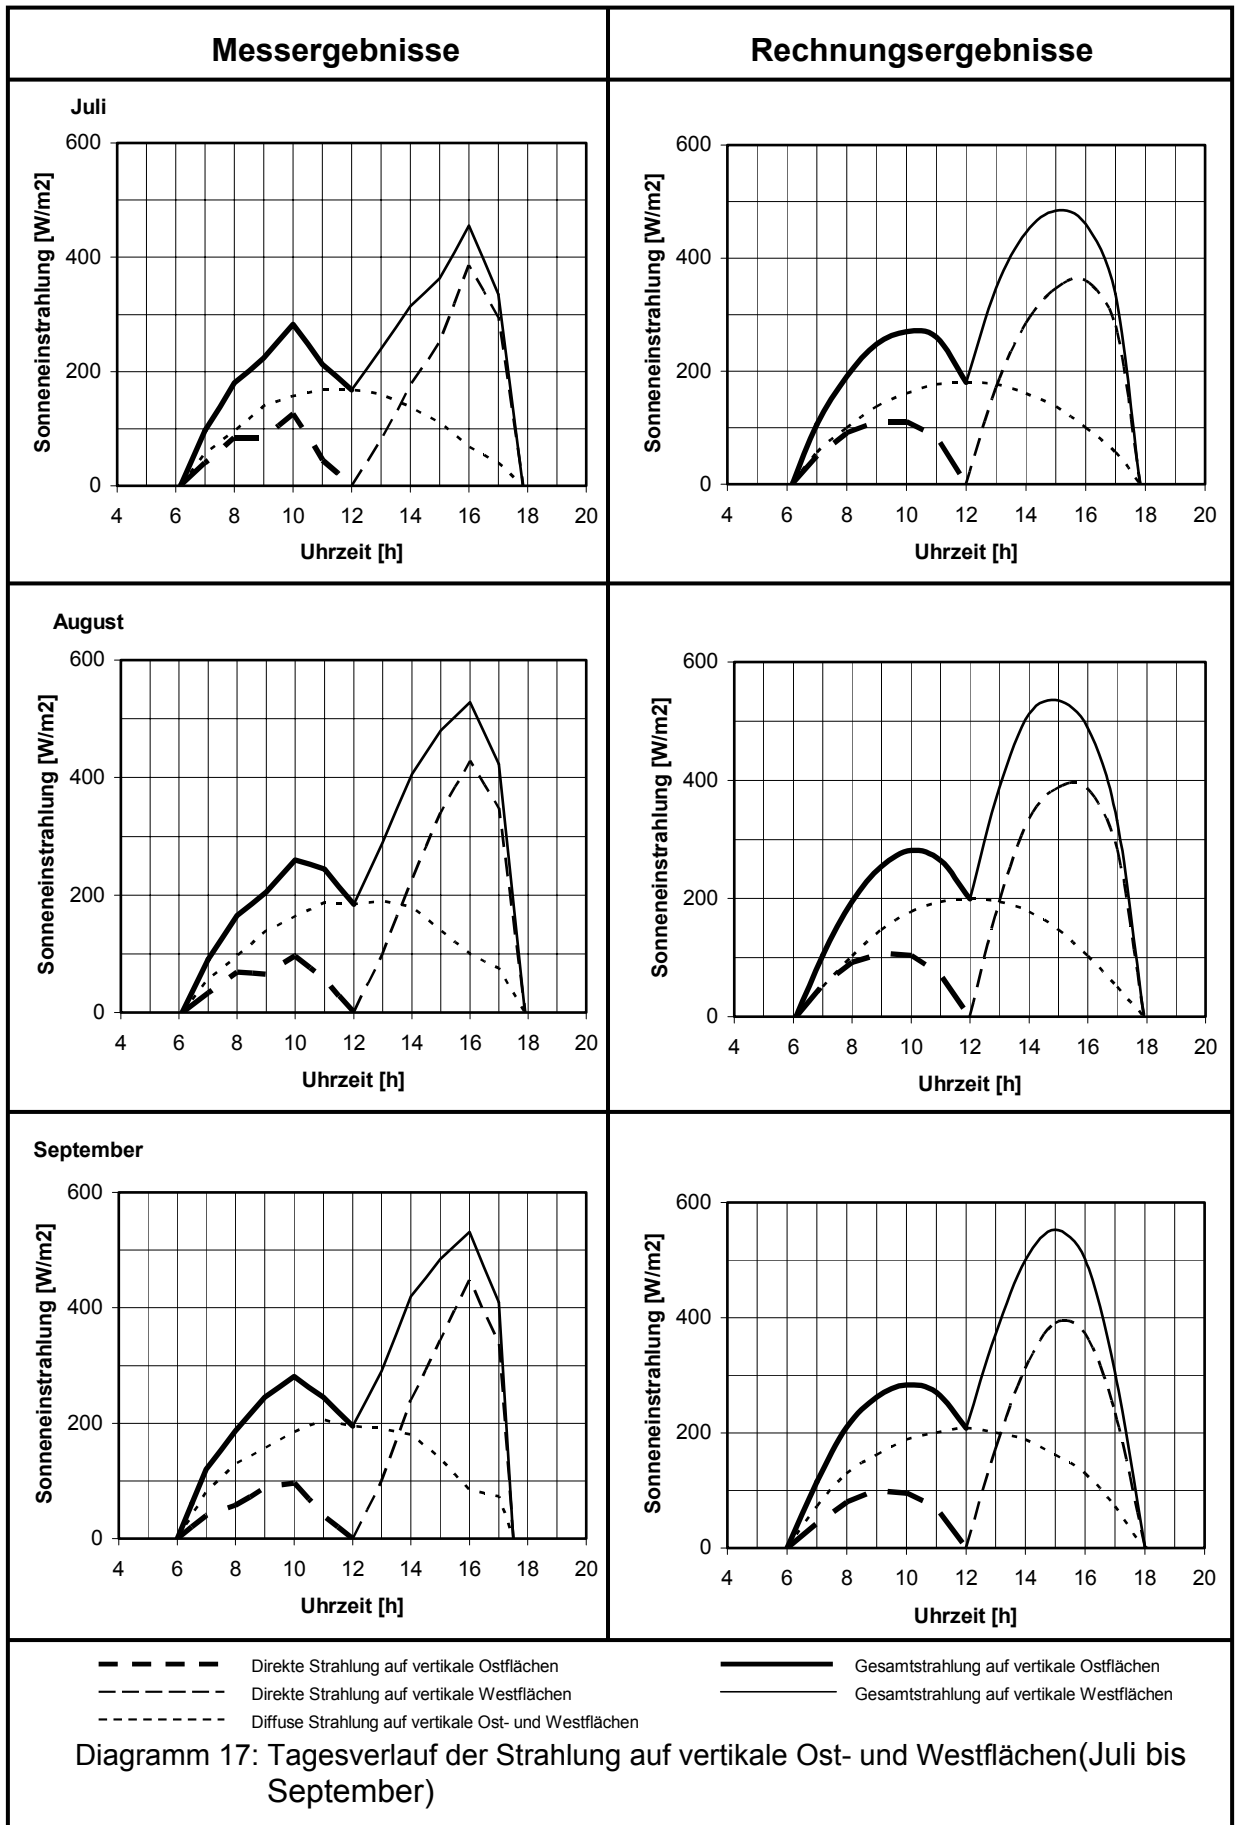 Messergebnisse
Rechnungsergebnisse
Juli
600
400
200
0
4 6 8 10 12 14 16 18 20
Sonneneinstrahlung [W/m2]
Uhrzeit [h]
600
400
200
0
4 6 8 10 12 14 16 18 20
Sonneneinstrahlung [W/m2]
Uhrzeit [h]
August
600
400
200
0
4 6 8 10 12 14 16 18 20
Sonneneinstrahlung [W/m2]
Uhrzeit [h]
600
400
200
0
4 6 8 10 12 14 16 18 20
Sonneneinstrahlung [W/m2]
Uhrzeit [h]
September
600
400
200
0
4 6 8 10 12 14 16 18 20
Sonneneinstrahlung [W/m2]
Uhrzeit [h]
600
400
200
0
4 6 8 10 12 14 16 18 20
Sonneneinstrahlung [W/m2]
Uhrzeit [h]
Direkte Strahlung auf vertikale Ostflächen
Direkte Strahlung auf vertikale Westflächen
Diffuse Strahlung auf vertikale Ost- und Westflächen
Gesamtstrahlung auf vertikale Ostflächen
Gesamtstrahlung auf vertikale Westflächen
Diagramm 17: Tagesverlauf der Strahlung auf vertikale Ost- und Westflächen(Juli bis
September)